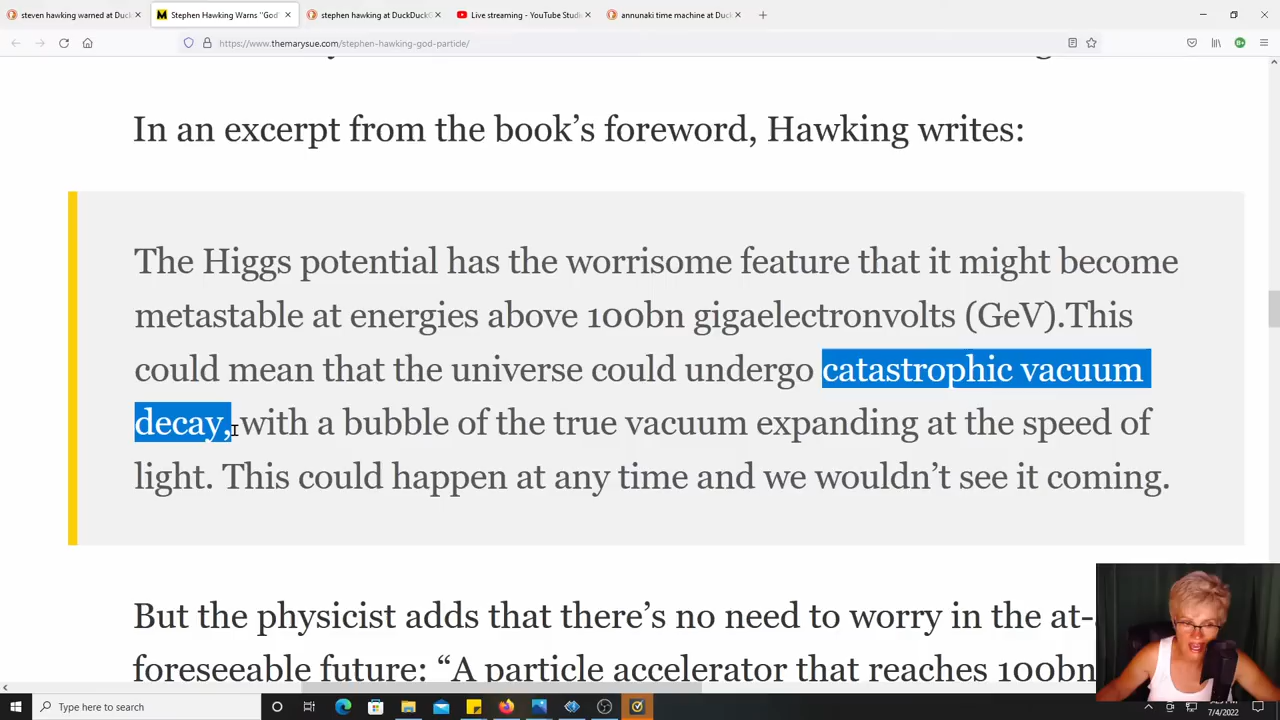 steven hawking warned at Duck
Stephen Hawking Warns "God
stephen hawking at DuckDuckG
Live streaming - YouTube Studi
annunaki time machine at Duc
https://www.themarysue.com/stephen-hawking-god-particle/
In an excerpt from the book’s foreword, Hawking writes:
The Higgs potential has the worrisome feature that it might become
metastable at energies above 100bn gigaelectronvolts (GeV).This
could mean that the universe could undergo catastrophic vacuum
decay, with a bubble of the true vacuum expanding at the speed of
light. This could happen at any time and we wouldn’t see it coming.
But the physicist adds that there’s no need to worry in the at-
foreseeable future: “A particle accelerator that reaches 100bn
Type here to search
7/4/2022